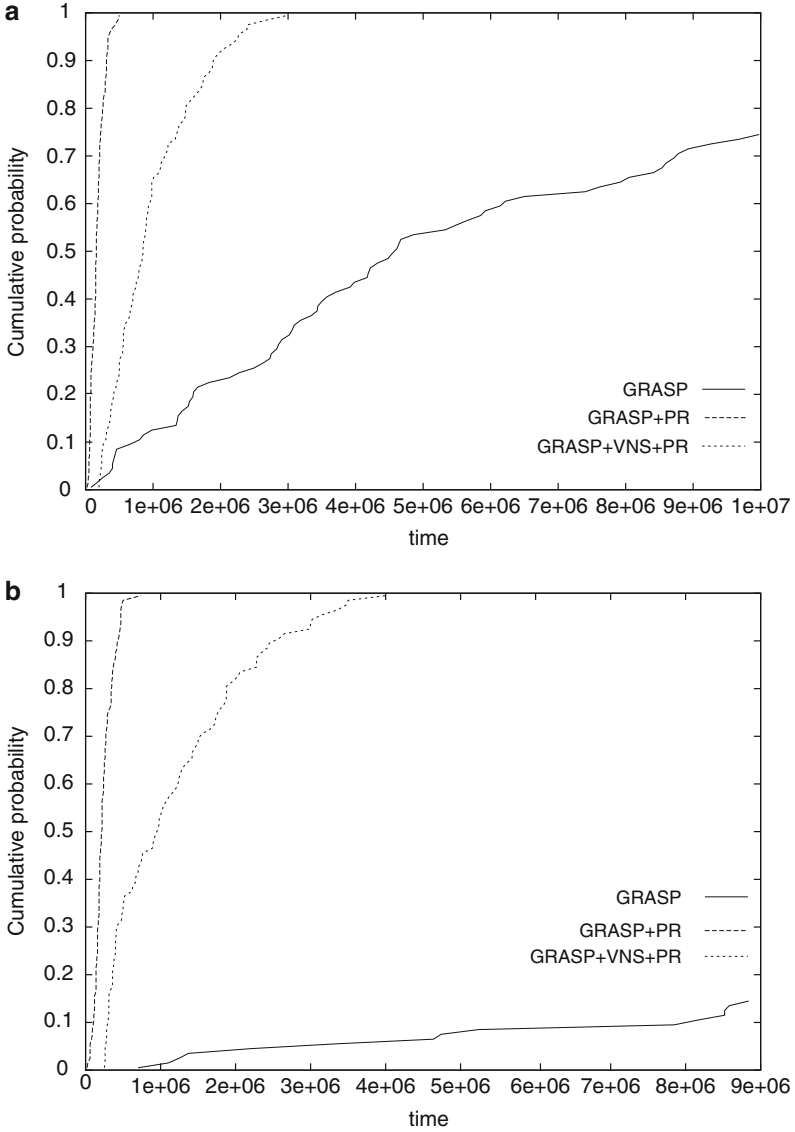 a
1
0.9
0.8
0.7
0.6
0.5
0.4
0.3
0.2
0.1
0
Cumulative probability
GRASP
GRASP+PR
GRASP+VNS+PR
0 1e+06 2e+06 3e+06 4e+06 5e+06 6e+06 7e+06 8e+06 9e+06 1e+07
time
b
1
0.9
0.8
0.7
0.6
0.5
0.4
0.3
0.2
0.1
0
Cumulative probability
GRASP
GRASP+PR
GRASP+VNS+PR
0 1e+06 2e+06 3e+06 4e+06 5e+06 6e+06 7e+06 8e+06 9e+06
time